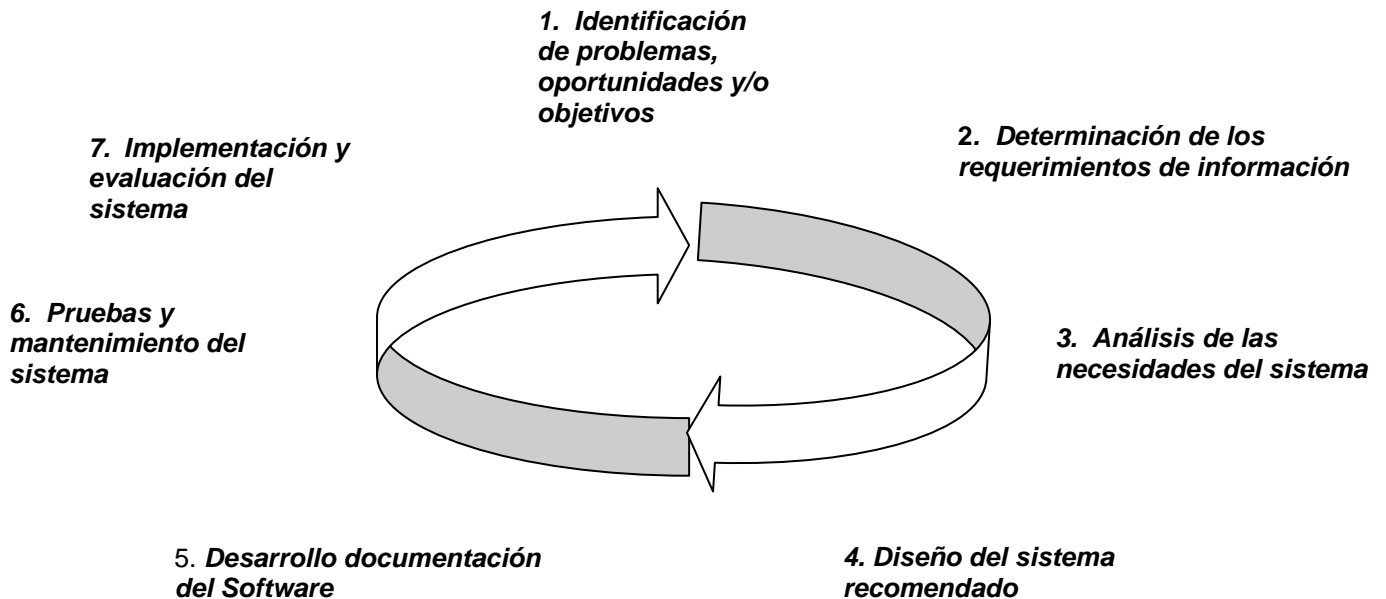 1. Identificación
de problemas,
oportunidades y/o
objetivos
2. Determinación de los
requerimientos de información
3. Análisis de las
necesidades del sistema
4. Diseño del sistema
recomendado
5. Desarrollo documentación
del Software
6. Pruebas y
mantenimiento del
sistema
7. Implementación y
evaluación del
sistema